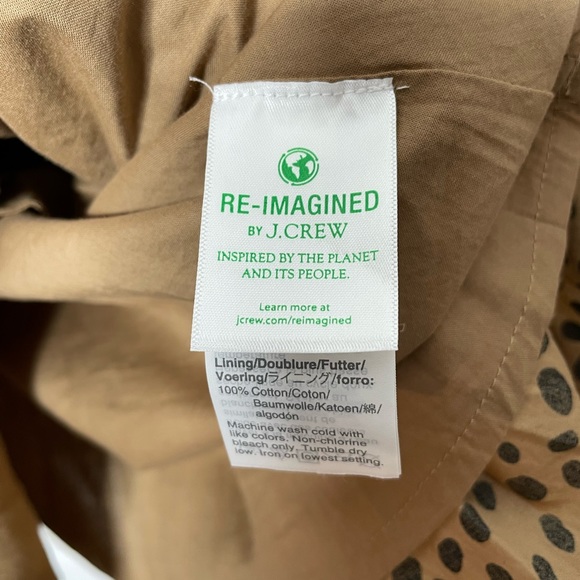 RE-IMAGINED
BY J.CREW
INSPIRED BY THE PLANET
AND ITS PEOPLE.
Learn more at
jcrew.com/reimagined
Lining/Doublure/Futter/
Voering/ライニング/forro:
100% Cotton/Coton/
Baumwolle/Katoen/綿/
algodón
Machine wash cold with
like colors. Non-chlorine
bleach only. Tumble dry
low. Iron on lowest setting.